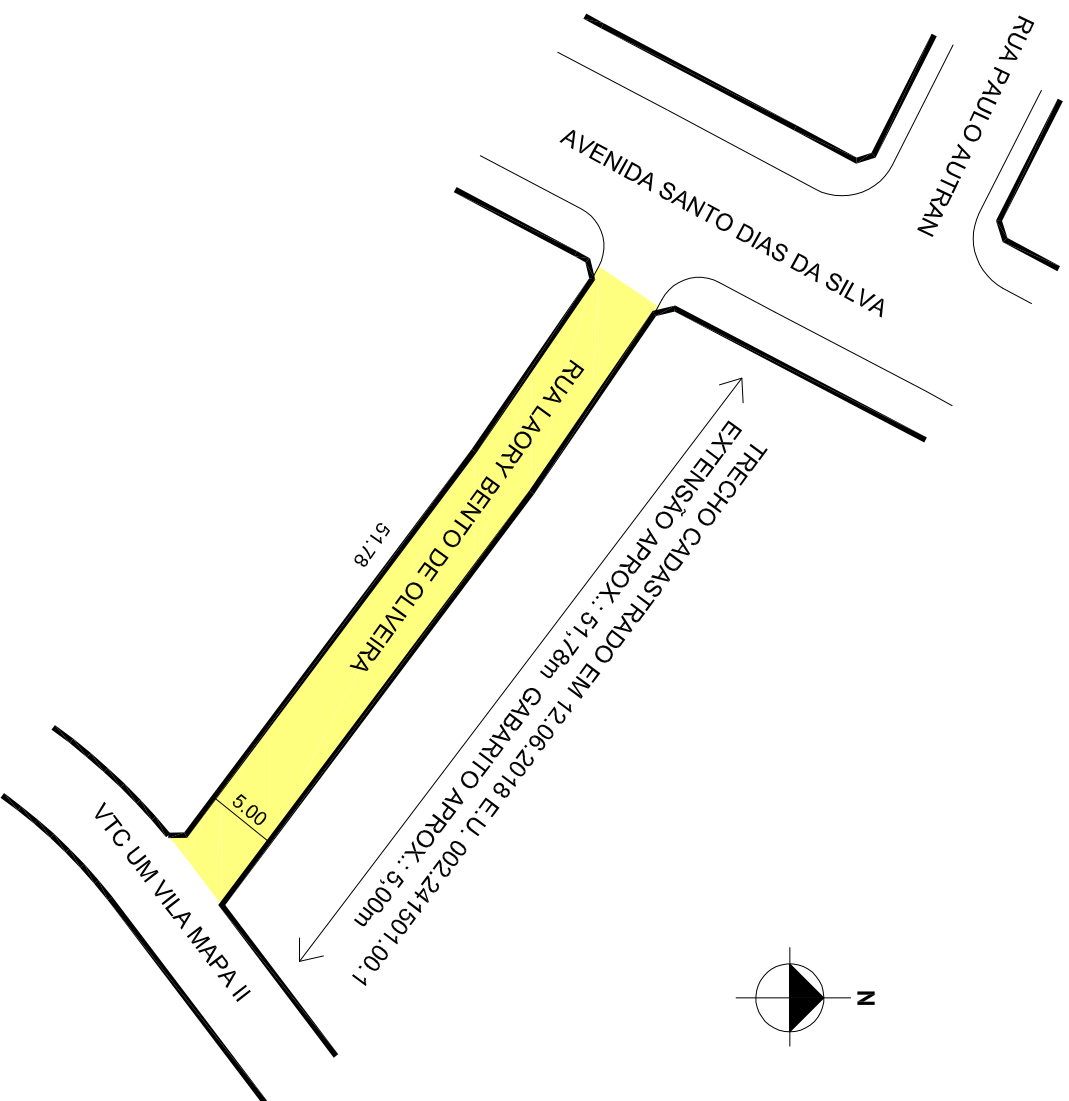 RUA PAULO AUTRAN
AVENIDA SANTO DIAS DA SILVA
RUA LAORY BENTO DE OLIVEIRA
51.78
TRECHO CADASTRADO EM 12.06.2018 E.U. 002.241501.00.1
EXTENSÃO APROX.: 51,78m GABARITO APROX.: 5,00m
5.00
VTC UM VILA MAPA II
N